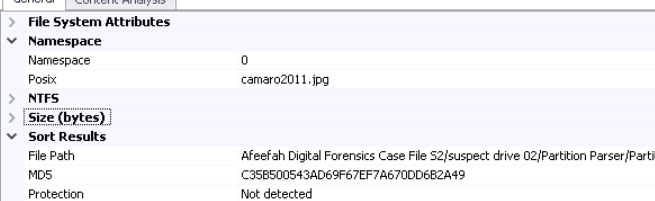 General Content Analysis
File System Attributes
Namespace
Namespace 0
Posix camaro2011.jpg
NTFS
Size (bytes)
Sort Results
File Path Afeefah Digital Forensics Case File S2/suspect drive 02/Partition Parser/Parti
MD5 C35B500543AD69F67EF7A670DD6B2A49
Protection Not detected